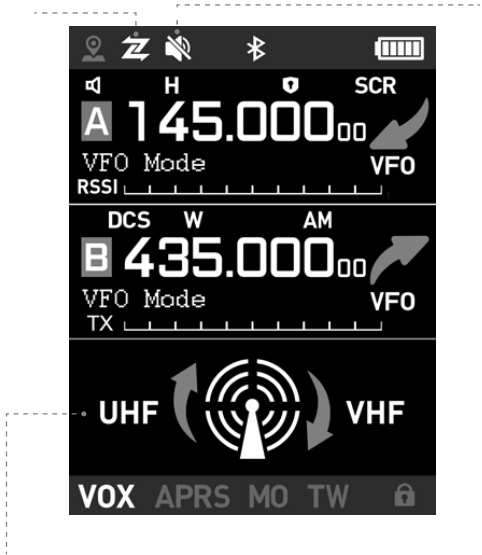 H SCR
A 145.00000
VFO Mode VFO
RSSI
DCS W AM
B 435.00000
VFO Mode VFO
TX
UHF VHF
VOX APRS MO TW